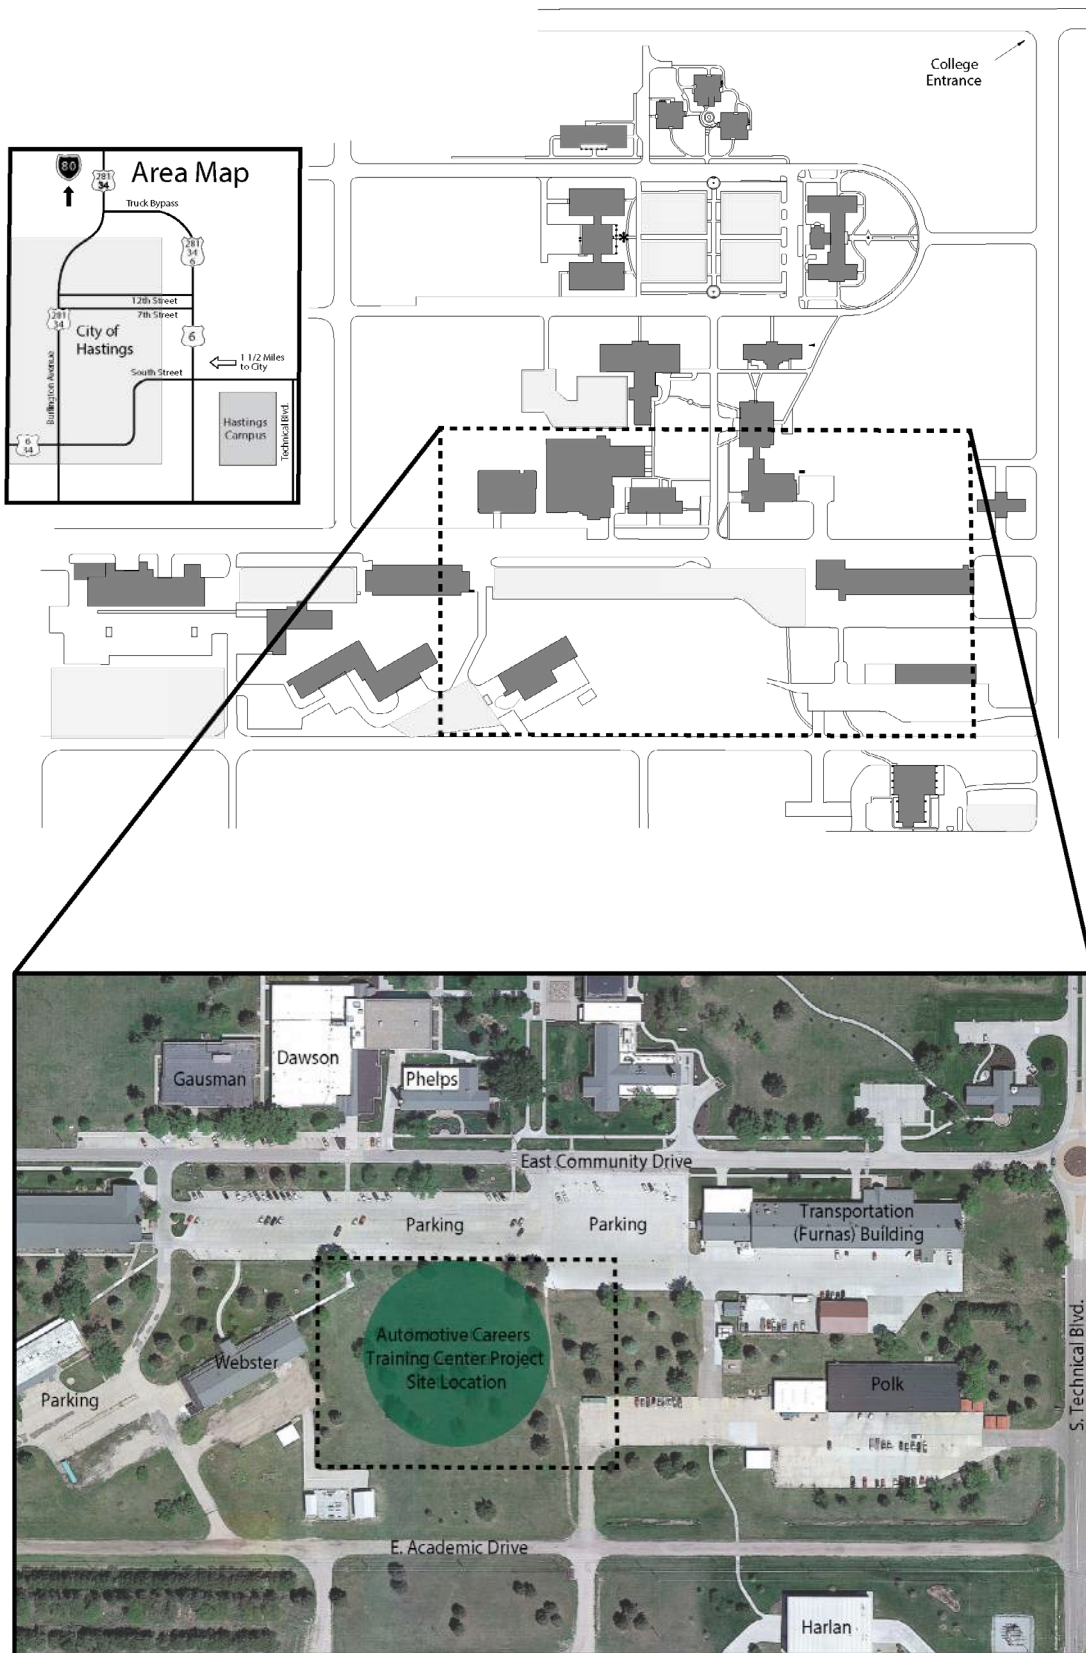 College
Entrance
Area Map
80
281
34
Truck Bypass
281
34
6
12th Street
7th Street
281
34
City of
Hastings
6
1 1/2 Miles
to City
South Street
Burlington Avenue
Hastings
Campus
Technical Blvd.
6
34
Dawson
Gausman
Phelps
East Community Drive
Parking
Parking
Transportation
(Furnas) Building
Automotive Careers
Training Center Project
Site Location
Webster
Parking
Polk
S. Technical Blvd.
E. Academic Drive
Harlan